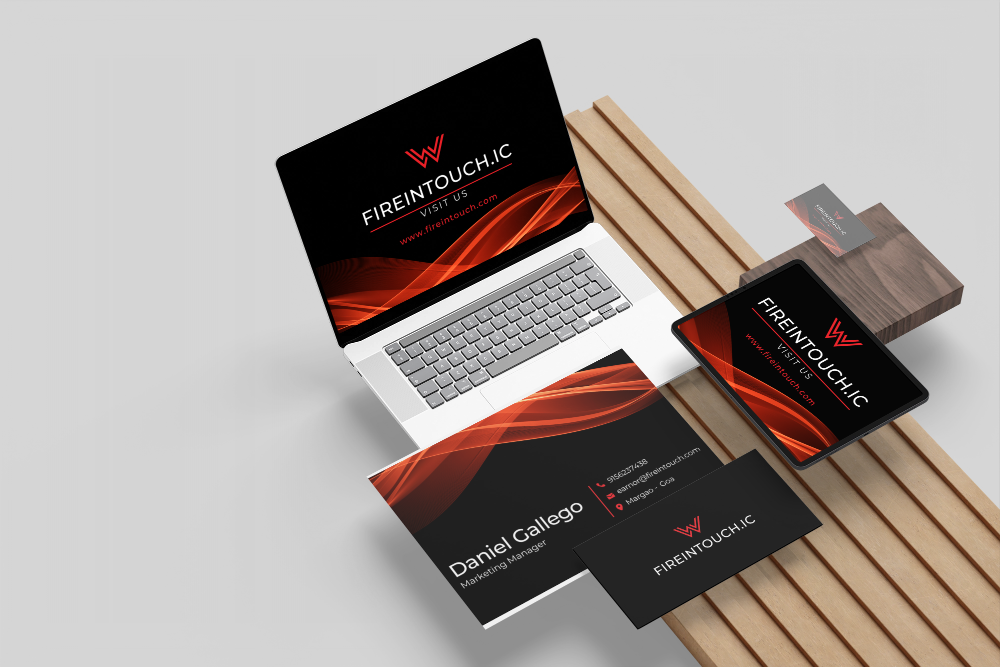 FIREINTOUCH.IC
VISIT US
www.fireintouch.com
FIREINTOUCH.IC
FIREINTOUCH.IC
VISIT US
www.fireintouch.com
9156237438
earnor@fireintouch.com
Margao - Goa
Daniel Gallego
Marketing Manager
FIREINTOUCH.IC